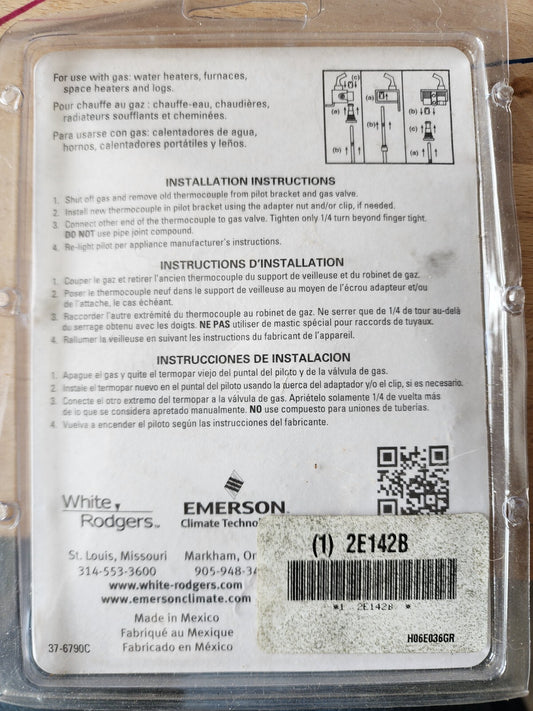 For use with gas: water heaters, furnaces,
space heaters and logs.
Pour chauffe au gaz : chauffe-eau, chaudières,
radiateurs soufflants et cheminées.
Para usarse con gas: calentadores de agua,
hornos, calentadores portátiles y leños.
(c)
(a)
(b)
(a)
(b)
(b)
(c)
(a)
INSTALLATION INSTRUCTIONS
1. Shut off gas and remove old thermocouple from pilot bracket and gas valve.
2. Install new thermocouple in pilot bracket using the adapter nut and/or clip, if needed.
3. Connect other end of the thermocouple to gas valve. Tighten only 1/4 turn beyond finger tight.
DO NOT use pipe joint compound.
4. Re-light pilot per appliance manufacturer's instructions.
INSTRUCTIONS D'INSTALLATION
1. Couper le gaz et retirer l'ancien thermocouple du support de veilleuse et du robinet de gaz.
2. Poser le thermocouple neuf dans le support de veilleuse au moyen de l'écrou adapteur et/ou
de l'attache, le cas échéant.
3. Raccorder l'autre extrémité du thermocouple au robinet de gaz. Ne serrer que de 1/4 de tour au-delà
du serrage obtenu avec les doigts. NE PAS utiliser de mastic spécial pour raccords de tuyaux.
4. Rallumer la veilleuse en suivant les instructions du fabricant de l'appareil.
INSTRUCCIONES DE INSTALACION
1. Apague el gas y quite el termopar viejo del puntal del piloto y de la válvula de gas.
2. Instale el termopar nuevo en el puntal del piloto usando la tuerca del adaptador y/o el clip, si es necesario.
3. Conecte el otro extremo del termopar a la válvula de gas. Apriételo solamente 1/4 de vuelta más
de lo que se considera apretado manualmente. NO use compuesto para uniones de tuberías.
4. Vuelva a encender el piloto según las instrucciones del fabricante.
White
Rodgers™
EMERSON™
Climate Technol
St. Louis, Missouri Markham, On
314-553-3600 905-948-34
www.white-rodgers.com
www.emersonclimate.com
Made in Mexico
Fabriqué au Mexique
Fabricado en México
37-6790C
(1) 2E142B
*1 2E142B *
H06E036GR